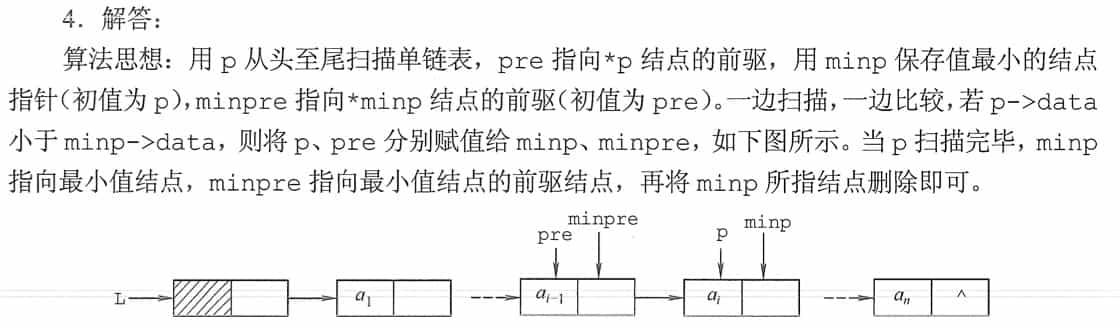 4．解答：
算法思想：用 p 从头至尾扫描单链表，pre 指向*p 结点的前驱，用 minp 保存值最小的结点
指针(初值为 p)，minpre 指向*minp 结点的前驱(初值为 pre)。一边扫描，一边比较，若 p->data
小于 minp->data，则将 p、pre 分别赋值给 minp、minpre，如下图所示。当 p 扫描完毕，minp
指向最小值结点，minpre 指向最小值结点的前驱结点，再将 minp 所指结点删除即可。
pre minpre p minp
L a₁ aᵢ₋₁ aᵢ aₙ ^